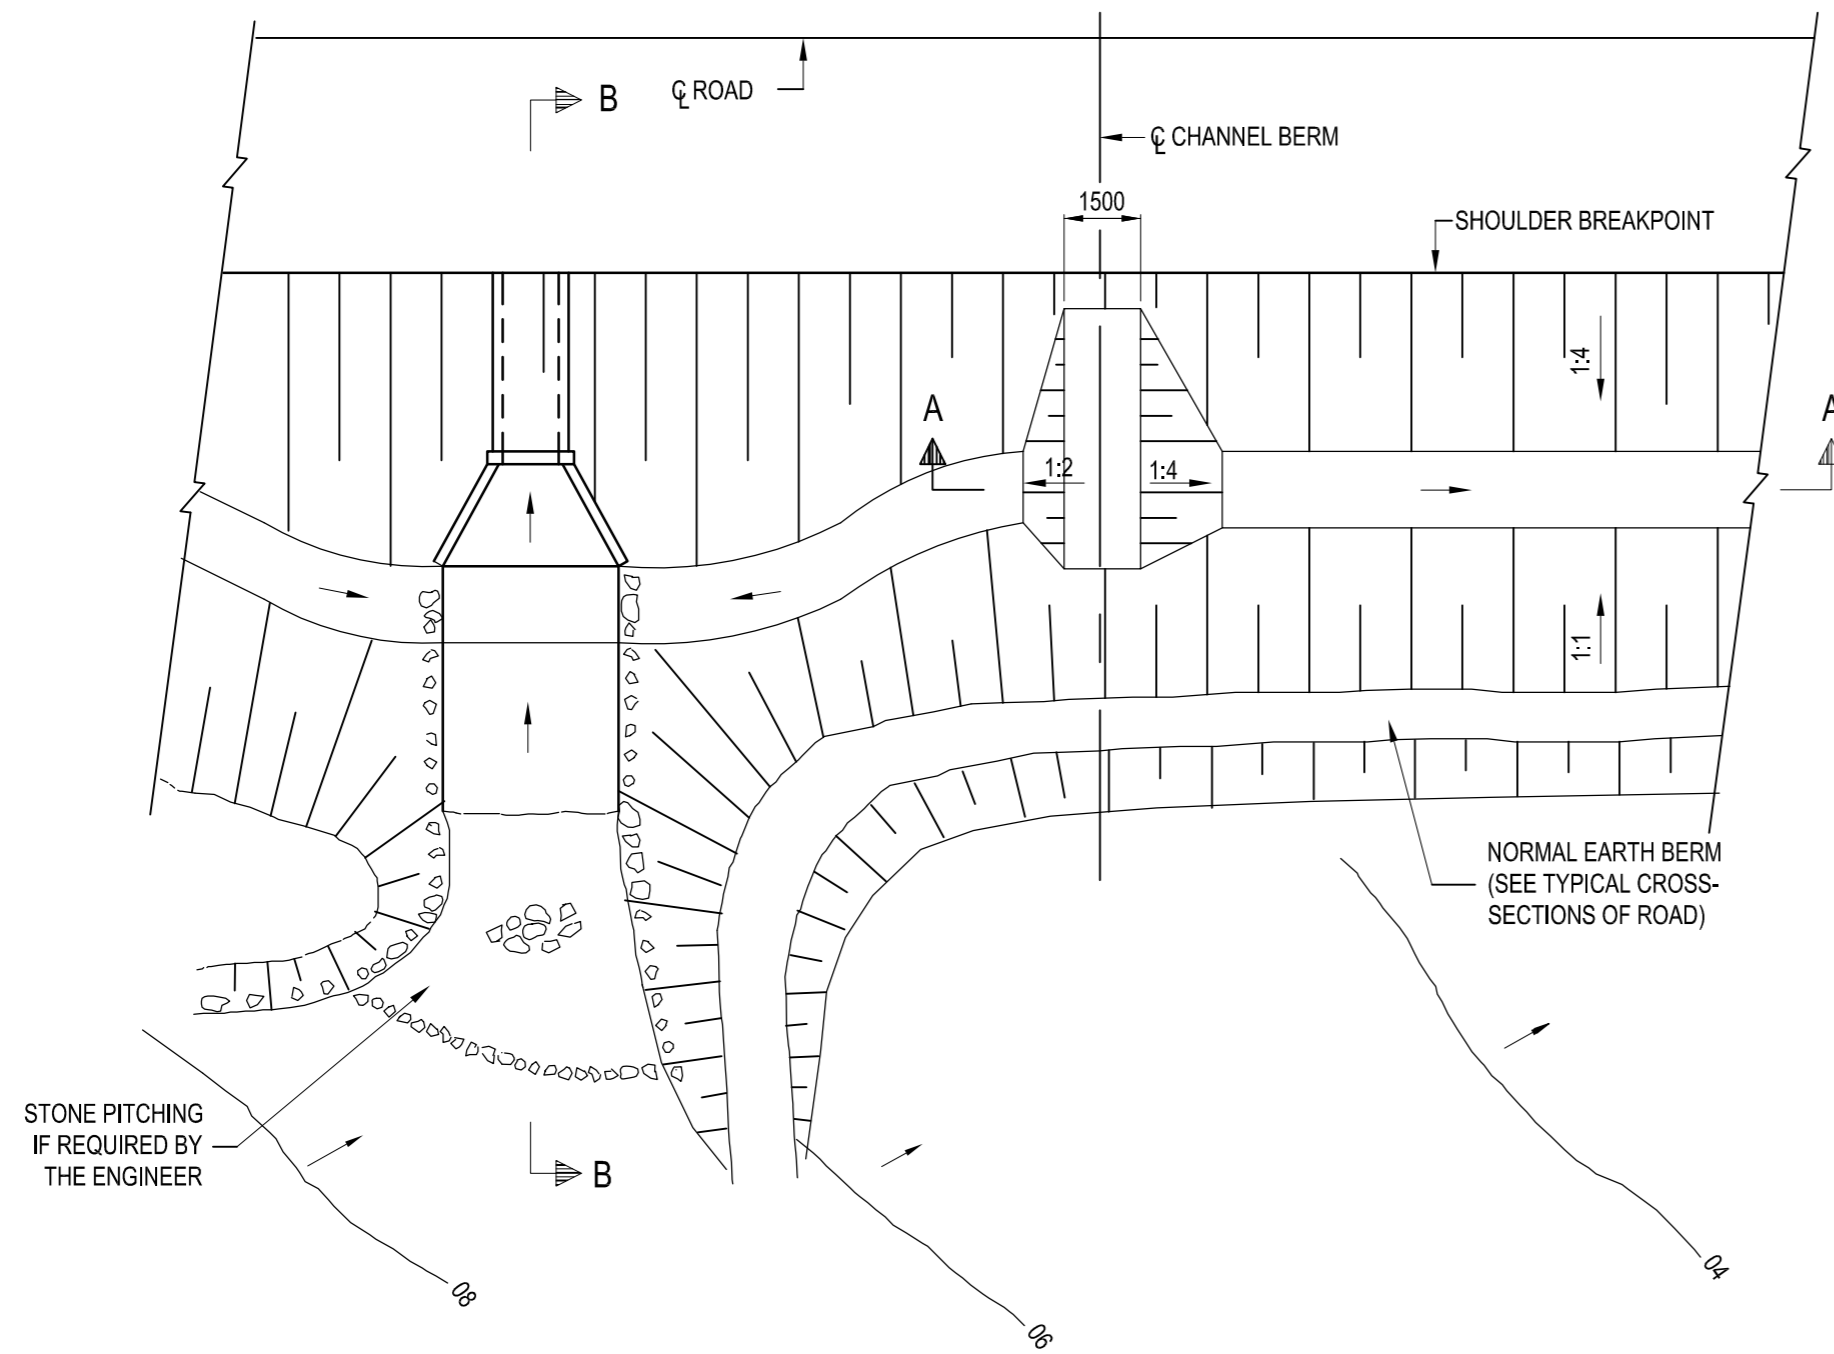 B
℄ ROAD
℄ CHANNEL BERM
1500
SHOULDER BREAKPOINT
1:4
A
A
1:2
1:4
1:1
NORMAL EARTH BERM
(SEE TYPICAL CROSS-
SECTIONS OF ROAD)
STONE PITCHING
IF REQUIRED BY
THE ENGINEER
B
08
06
04